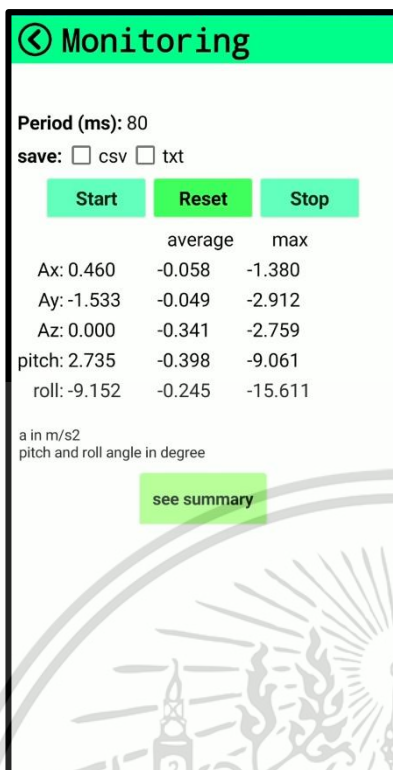 Monitoring
Period (ms): 80
save: csv txt
Start Reset Stop
average max
Ax: 0.460 -0.058 -1.380
Ay: -1.533 -0.049 -2.912
Az: 0.000 -0.341 -2.759
pitch: 2.735 -0.398 -9.061
roll: -9.152 -0.245 -15.611
a in m/s2
pitch and roll angle in degree
see summary